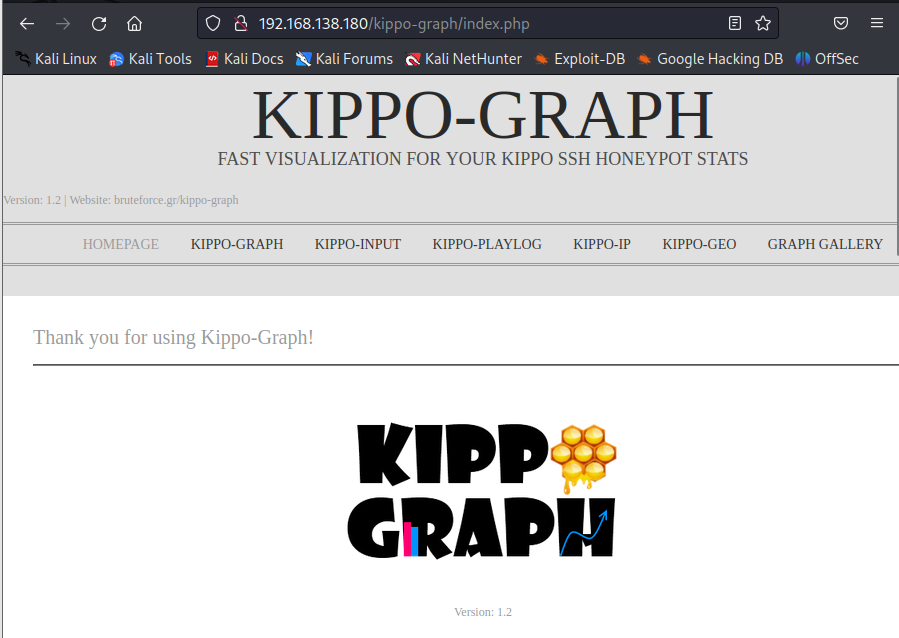 192.168.138.180/kippo-graph/index.php
Kali Linux Kali Tools Kali Docs Kali Forums Kali NetHunter Exploit-DB Google Hacking DB OffSec
KIPPO-GRAPH
FAST VISUALIZATION FOR YOUR KIPPO SSH HONEYPOT STATS
Version: 1.2 | Website: bruteforce.gr/kippo-graph
HOMEPAGE KIPPO-GRAPH KIPPO-INPUT KIPPO-PLAYLOG KIPPO-IP KIPPO-GEO GRAPH GALLERY
Thank you for using Kippo-Graph!
KIPPO
GRAPH
Version: 1.2